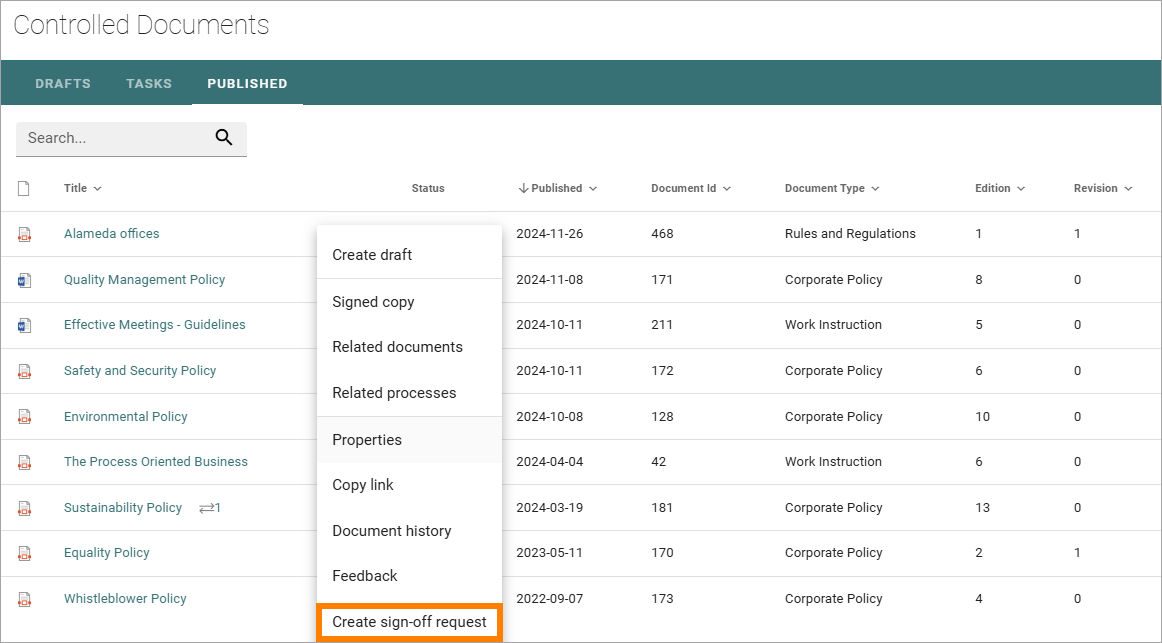 Controlled Documents
DRAFTS TASKS PUBLISHED
Search...
Title Status Published Document Id Document Type Edition Revision
Alameda offices 2024-11-26 468 Rules and Regulations 1 1
Create draft
Quality Management Policy 2024-11-08 171 Corporate Policy 8 0
Signed copy
Effective Meetings - Guidelines 2024-10-11 211 Work Instruction 5 0
Related documents
Safety and Security Policy 2024-10-11 172 Corporate Policy 6 0
Related processes
Environmental Policy 2024-10-08 128 Corporate Policy 10 0
Properties
The Process Oriented Business 2024-04-04 42 Work Instruction 6 0
Copy link
Sustainability Policy 1 2024-03-19 181 Corporate Policy 13 0
Document history
Equality Policy 2023-05-11 170 Corporate Policy 2 1
Feedback
Whistleblower Policy 2022-09-07 173 Corporate Policy 4 0
Create sign-off request